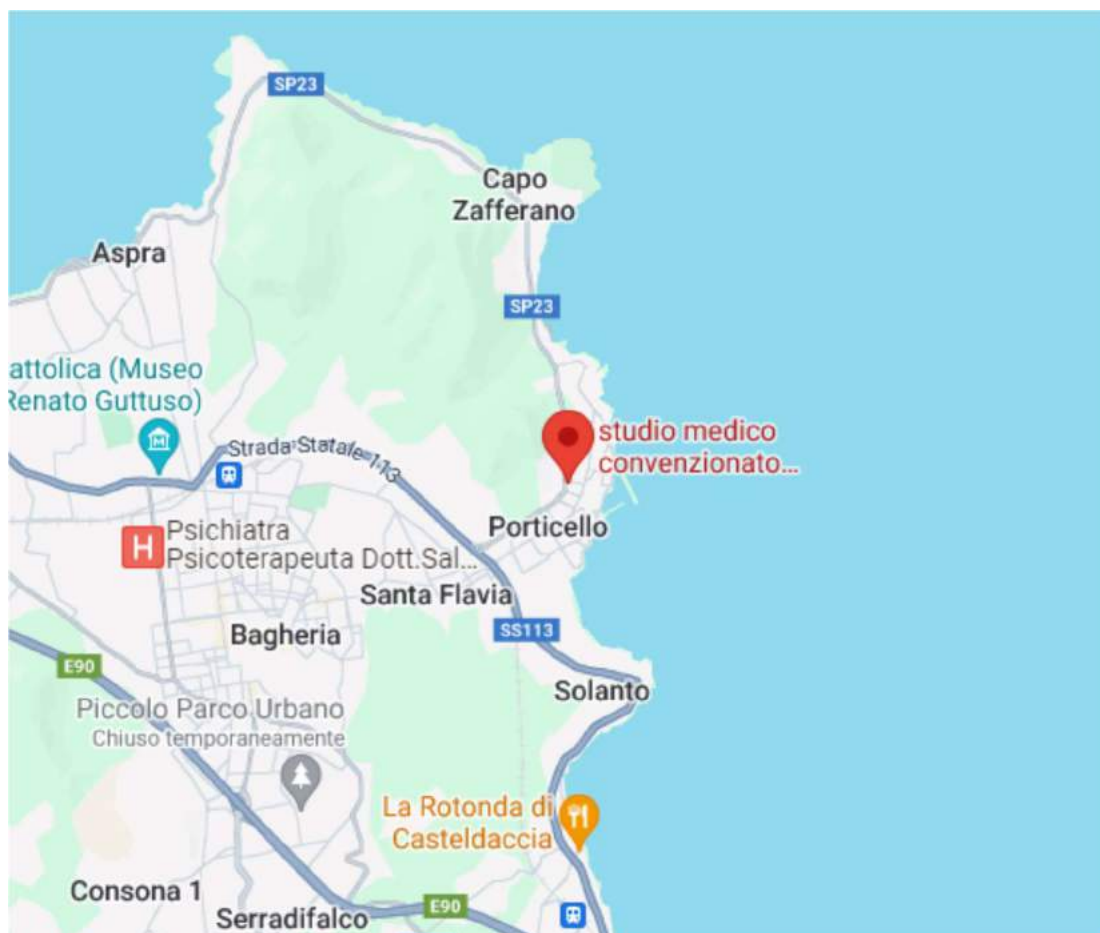 SP23
Capo
Zafferano
Aspra
SP23
attolica (Museo
Renato Guttuso)
studio medico
convenzionato...
Strada Statale 113
Porticello
H
Psichiatra
Psicoterapeuta Dott.Sal...
Santa Flavia
Bagheria
SS113
E90
Solanto
Piccolo Parco Urbano
Chiuso temporaneamente
La Rotonda di
Casteldaccia
Consona 1
E90
Serradifalco